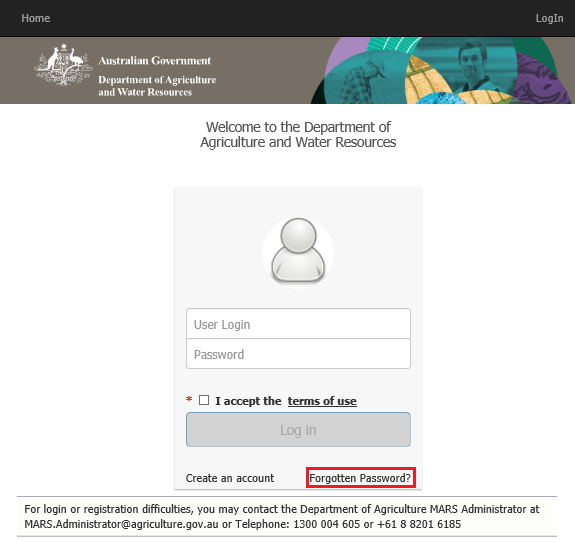 Home
LogIn
Australian Government
Department of Agriculture
and Water Resources
Welcome to the Department of
Agriculture and Water Resources
User Login
Password
* I accept the terms of use
Log in
Create an account
Forgotten Password?
For login or registration difficulties, you may contact the Department of Agriculture MARS Administrator at
MARS.Administrator@agriculture.gov.au or Telephone: 1300 004 605 or +61 8 8201 6185